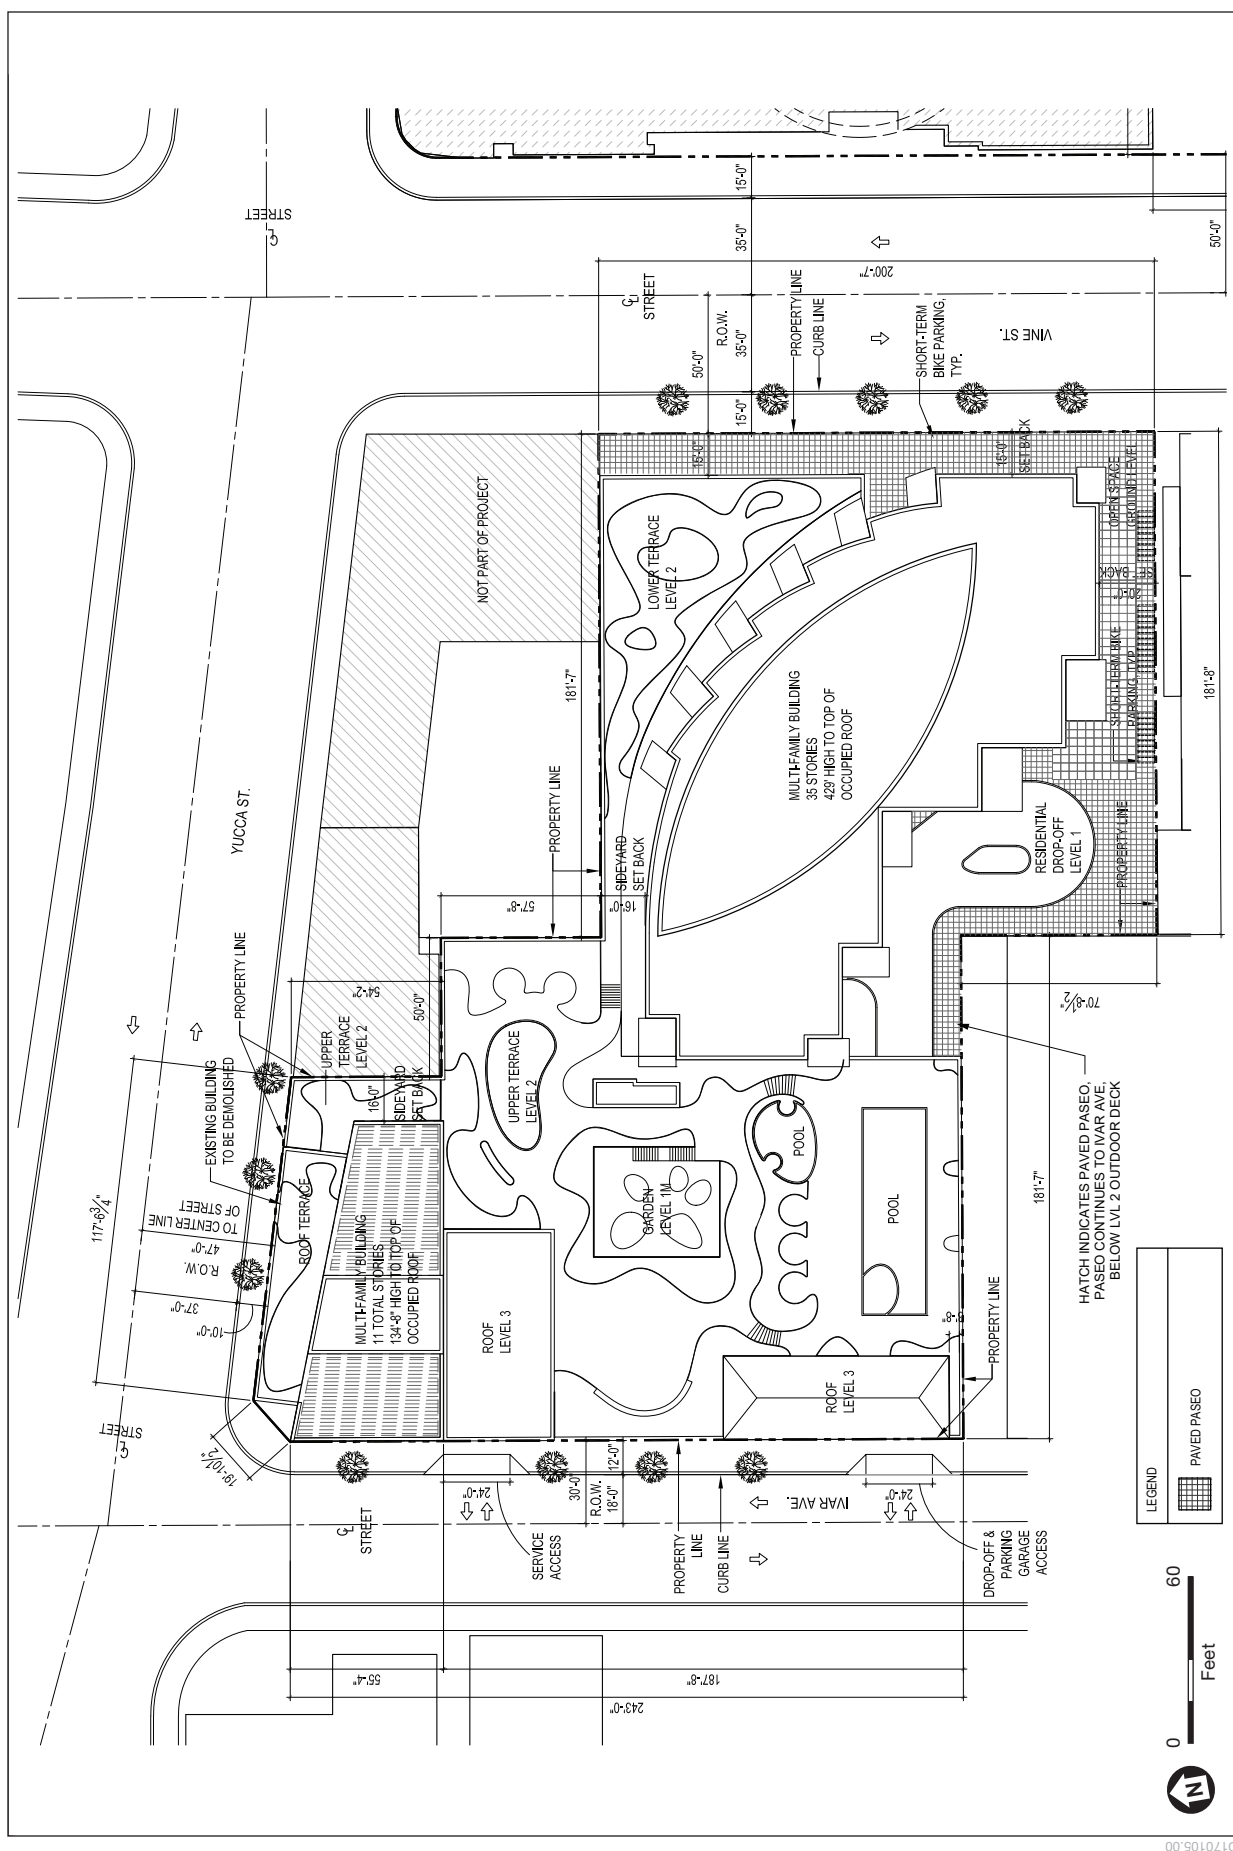 STREET
CL
15'-0"
35'-0"
50'-0"
200'-7"
CL
STREET
R.O.W.
35'-0"
50'-0"
15'-0"
PROPERTY LINE
CURB LINE
SHORT-TERM
BIKE PARKING,
TYP.
VINE ST.
NOT PART OF PROJECT
15'-0"
15'-0"
SET BACK
OPEN SPACE
GROUND LEVEL
LOWER TERRACE
LEVEL 2
20'-0"
SET BACK
SHORT-TERM BIKE
PARKING, TYP.
181'-7"
181'-8"
MULTI-FAMILY BUILDING
35 STORIES
429' HIGH TO TOP OF
OCCUPIED ROOF
YUCCA ST.
PROPERTY LINE
RESIDENTIAL
DROP-OFF
LEVEL 1
PROPERTY LINE
SIDEYARD
SET BACK
57'-8"
16'-0"
PROPERTY LINE
54'-2"
50'-0"
70'-8 1/2"
UPPER
TERRACE
LEVEL 2
EXISTING BUILDING
TO BE DEMOLISHED
16'-0"
SIDEYARD
SET BACK
UPPER TERRACE
LEVEL 2
HATCH INDICATES PAVED PASEO,
PASEO CONTINUES TO IVAR AVE,
BELOW LVL 2 OUTDOOR DECK
117'-6 3/4"
TO CENTER LINE
OF STREET
47'-0"
R.O.W.
37'-0"
10'-0"
ROOF TERRACE
MULTI-FAMILY BUILDING
11 TOTAL STORIES
134'-8" HIGH TO TOP OF
OCCUPIED ROOF
GARDEN
LEVEL 1M
POOL
POOL
181'-7"
ROOF
LEVEL 3
ROOF
LEVEL 3
PROPERTY LINE
CL
STREET
19'-10 1/2"
CL
STREET
24'-0"
SERVICE
ACCESS
30'-0"
R.O.W.
18'-0"
12'-0"
PROPERTY
LINE
CURB LINE
IVAR AVE.
24'-0"
DROP-OFF &
PARKING
GARAGE
ACCESS
55'-4"
187'-8"
243'-0"
LEGEND
PAVED PASEO
0
60
Feet
N